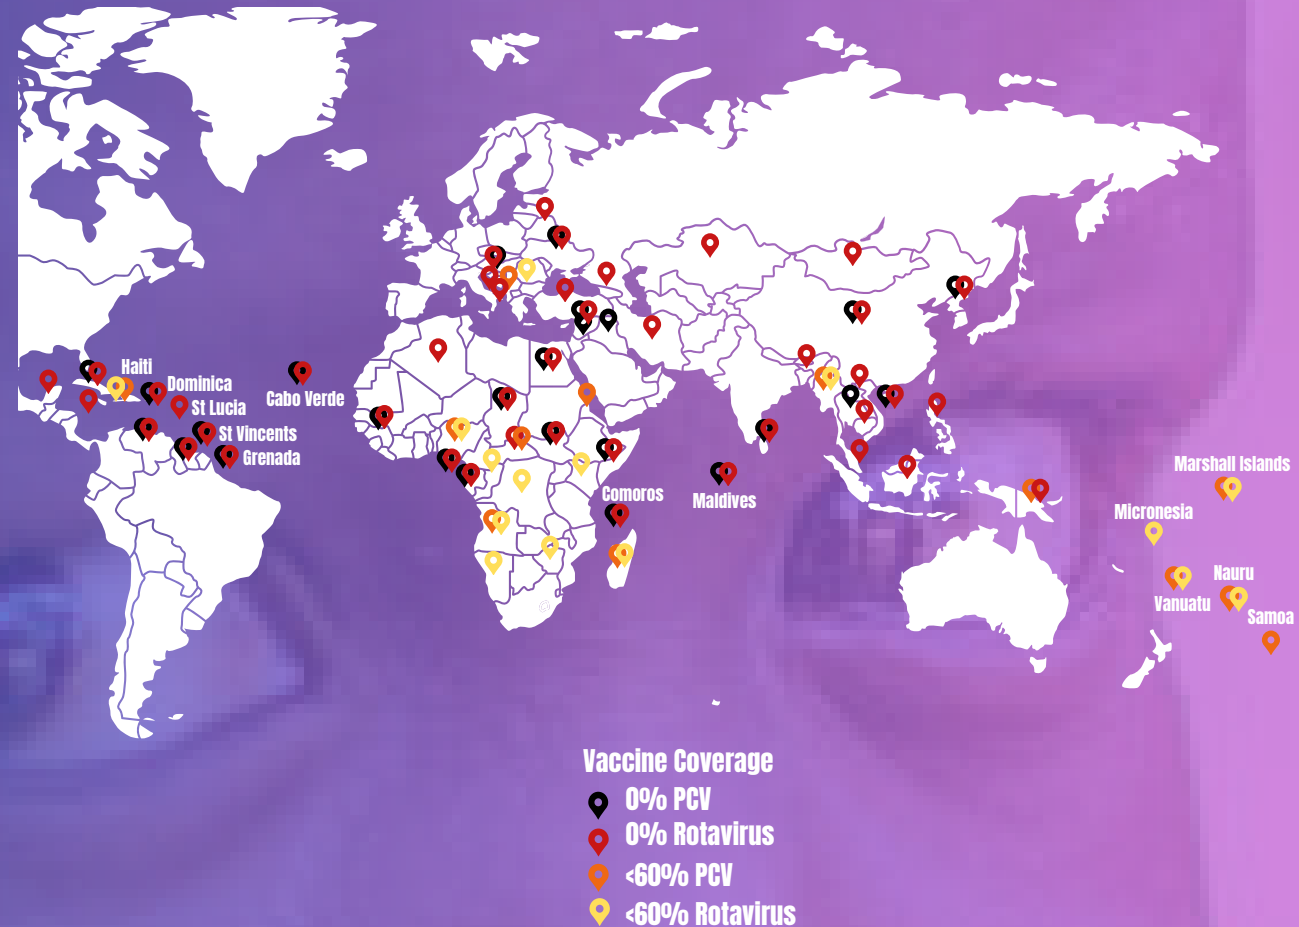 Haiti
Dominica
Cabo Verde
St Lucia
St Vincents
Grenada
Marshall Islands
Comoros
Maldives
Micronesia
Nauru
Vanuatu
Samoa
Vaccine Coverage
0% PCV
0% Rotavirus
<60% PCV
<60% Rotavirus